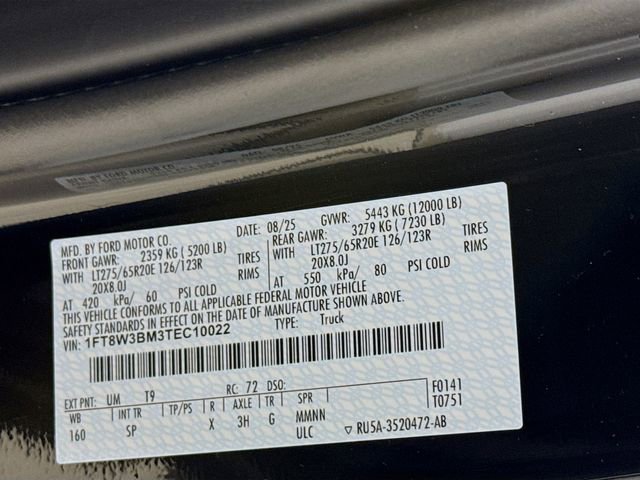 MFD. BY FORD MOTOR CO.
DATE: 08/25 GVWR: 5443 KG (12000 LB)
FRONT GAWR: 2359 KG (5200 LB) REAR GAWR: 3279 KG (7230 LB)
WITH LT275/65R20E 126/123R TIRES WITH LT275/65R20E 126/123R TIRES
20X8.0J RIMS 20X8.0J RIMS
AT 420 kPa/ 60 PSI COLD AT 550 kPa/ 80 PSI COLD
THIS VEHICLE CONFORMS TO ALL APPLICABLE FEDERAL MOTOR VEHICLE
SAFETY STANDARDS IN EFFECT ON THE DATE OF MANUFACTURE SHOWN ABOVE.
VIN: 1FT8W3BM3TEC10022 TYPE: Truck
EXT PNT: UM T9 RC: 72 DSO: F0141
WB INT TR TP/PS R AXLE TR SPR T0751
160 SP X 3H G MMNN
ULC ▽ RU5A-3520472-AB